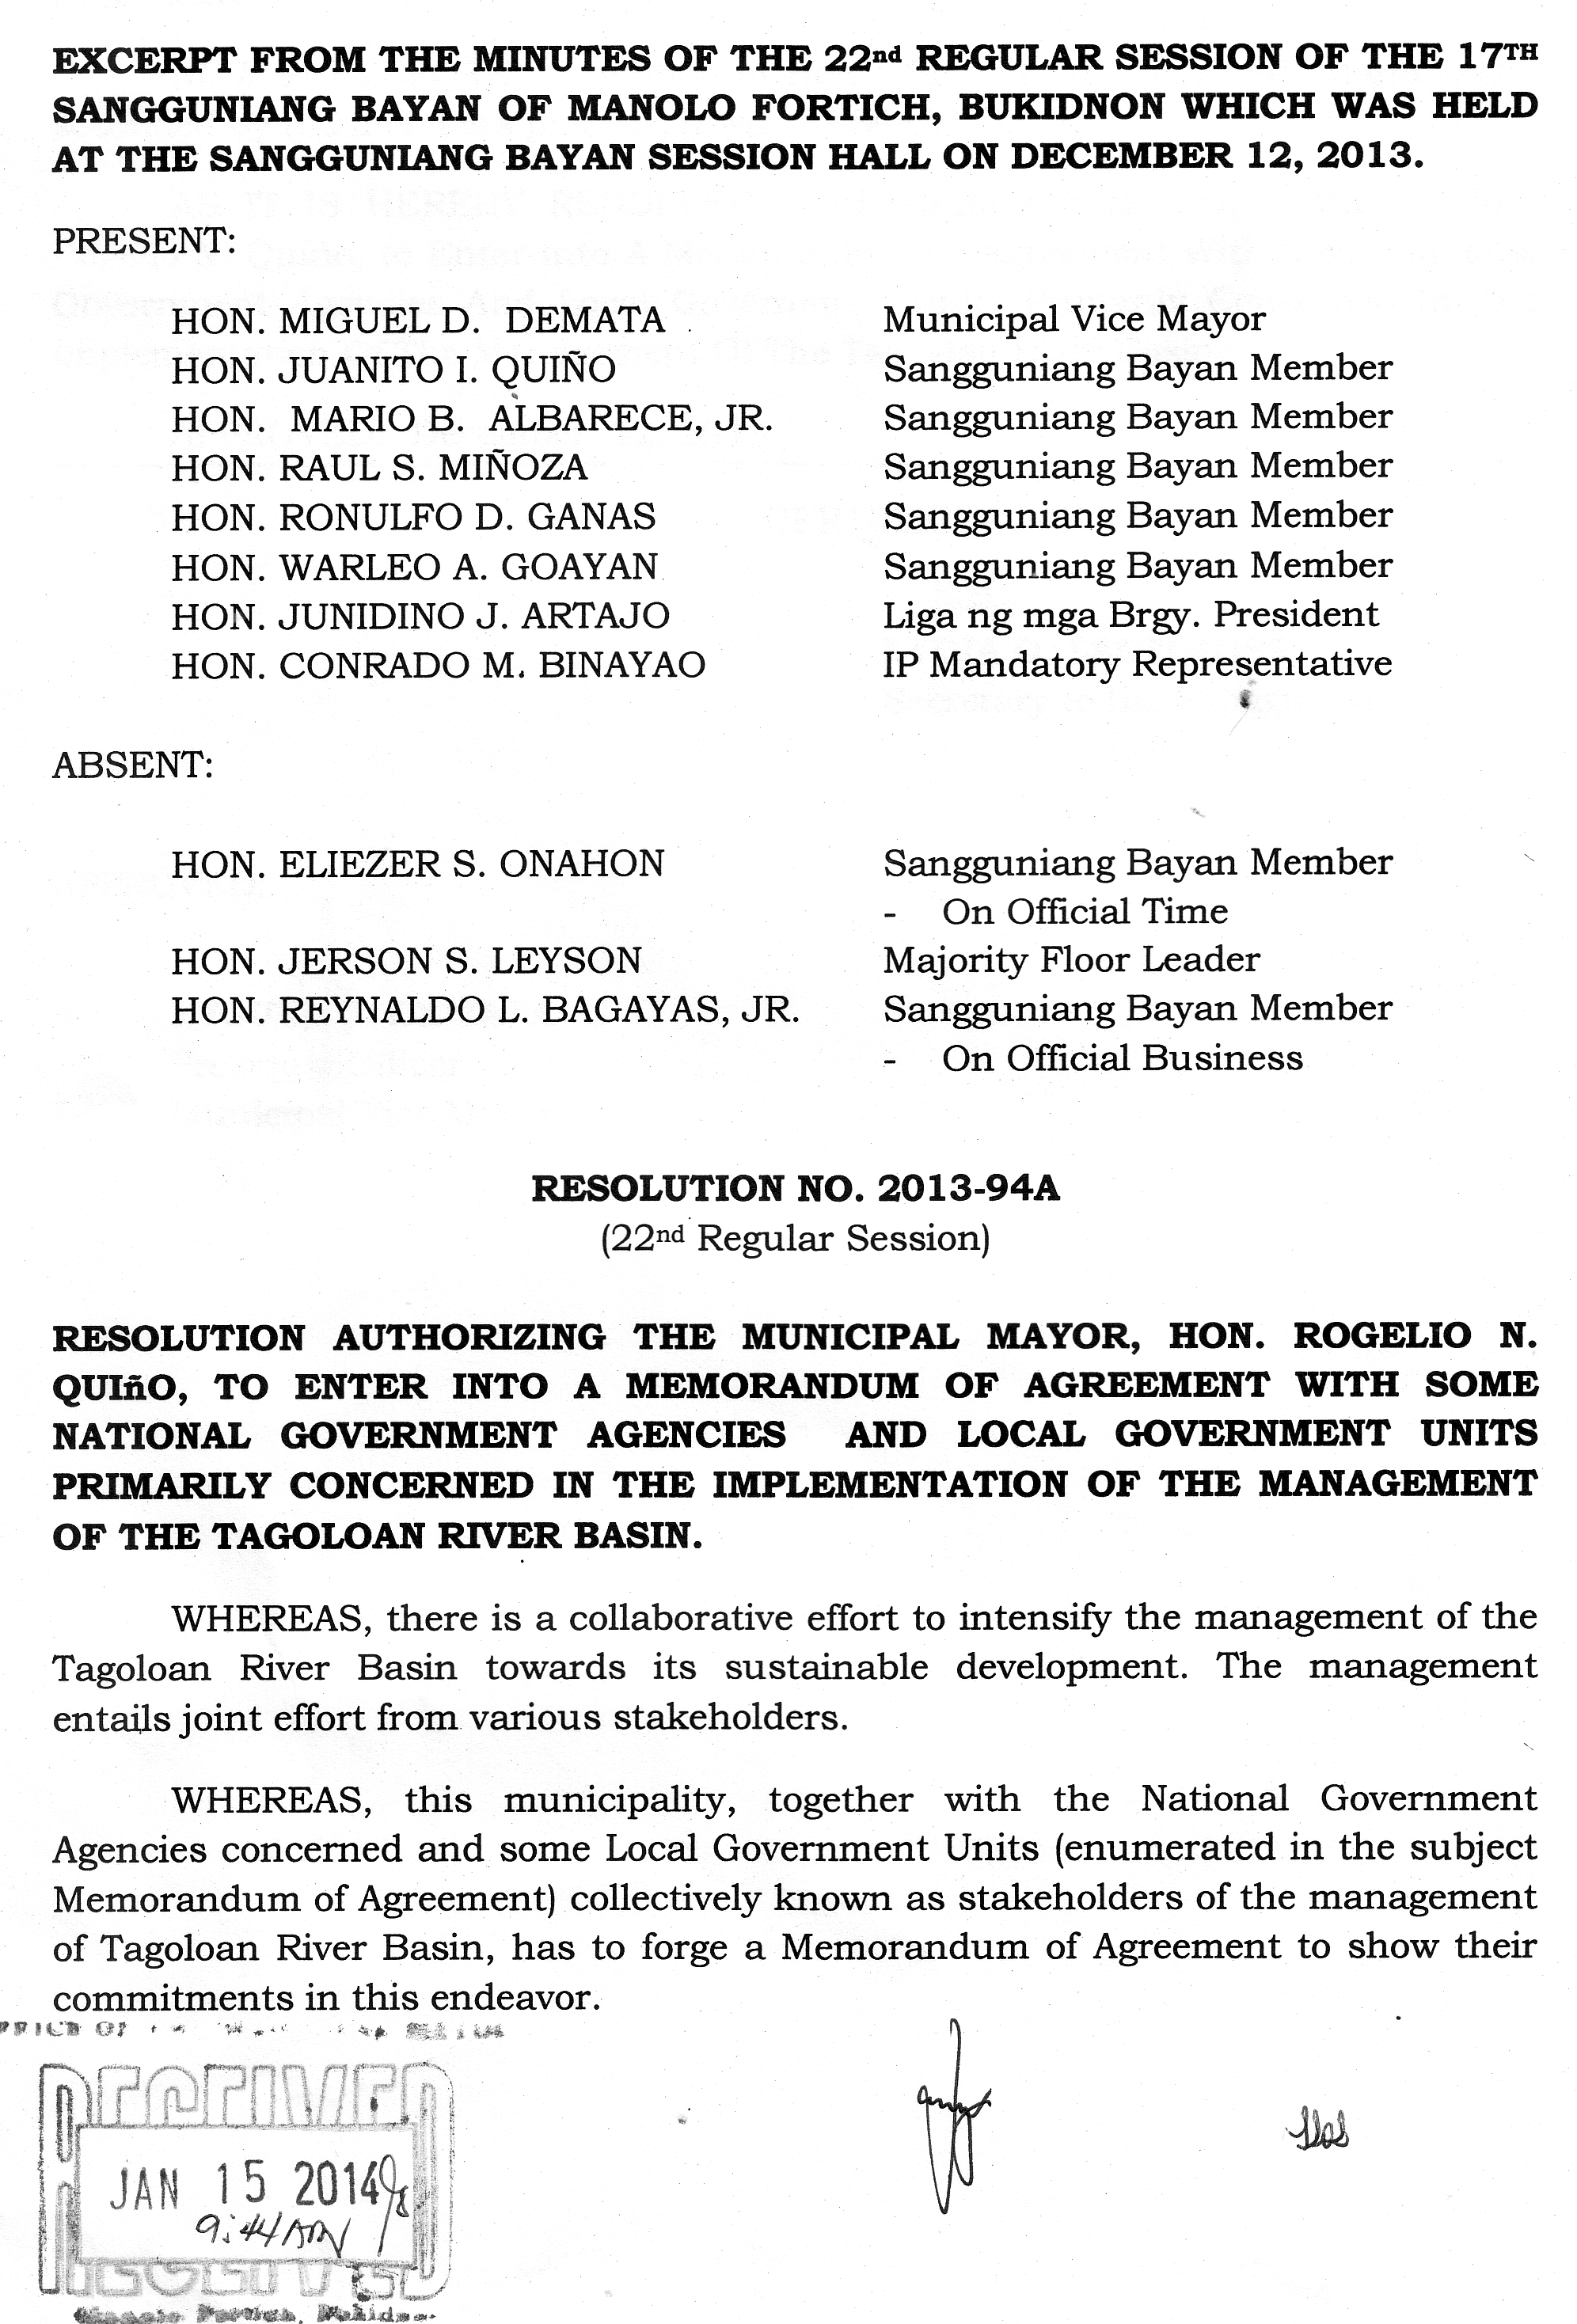 EXCERPT FROM THE MINUTES OF THE 22nd REGULAR SESSION OF THE 17TH
SANGGUNIANG BAYAN OF MANOLO FORTICH, BUKIDNON WHICH WAS HELD
AT THE SANGGUNIANG BAYAN SESSION HALL ON DECEMBER 12, 2013.
PRESENT:
HON. MIGUEL D. DEMATA Municipal Vice Mayor
HON. JUANITO I. QUIÑO Sangguniang Bayan Member
HON. MARIO B. ALBARECE, JR. Sangguniang Bayan Member
HON. RAUL S. MIÑOZA Sangguniang Bayan Member
HON. RONULFO D. GANAS Sangguniang Bayan Member
HON. WARLEO A. GOAYAN Sangguniang Bayan Member
HON. JUNIDINO J. ARTAJO Liga ng mga Brgy. President
HON. CONRADO M. BINAYAO IP Mandatory Representative
ABSENT:
HON. ELIEZER S. ONAHON Sangguniang Bayan Member
- On Official Time
HON. JERSON S. LEYSON Majority Floor Leader
HON. REYNALDO L. BAGAYAS, JR. Sangguniang Bayan Member
- On Official Business
RESOLUTION NO. 2013-94A
(22nd Regular Session)
RESOLUTION AUTHORIZING THE MUNICIPAL MAYOR, HON. ROGELIO N.
QUIñO, TO ENTER INTO A MEMORANDUM OF AGREEMENT WITH SOME
NATIONAL GOVERNMENT AGENCIES AND LOCAL GOVERNMENT UNITS
PRIMARILY CONCERNED IN THE IMPLEMENTATION OF THE MANAGEMENT
OF THE TAGOLOAN RIVER BASIN.
WHEREAS, there is a collaborative effort to intensify the management of the
Tagoloan River Basin towards its sustainable development. The management
entails joint effort from various stakeholders.
WHEREAS, this municipality, together with the National Government
Agencies concerned and some Local Government Units (enumerated in the subject
Memorandum of Agreement) collectively known as stakeholders of the management
of Tagoloan River Basin, has to forge a Memorandum of Agreement to show their
commitments in this endeavor.
RECEIVED
JAN 15 2014
9:44 AM
RECEIVED